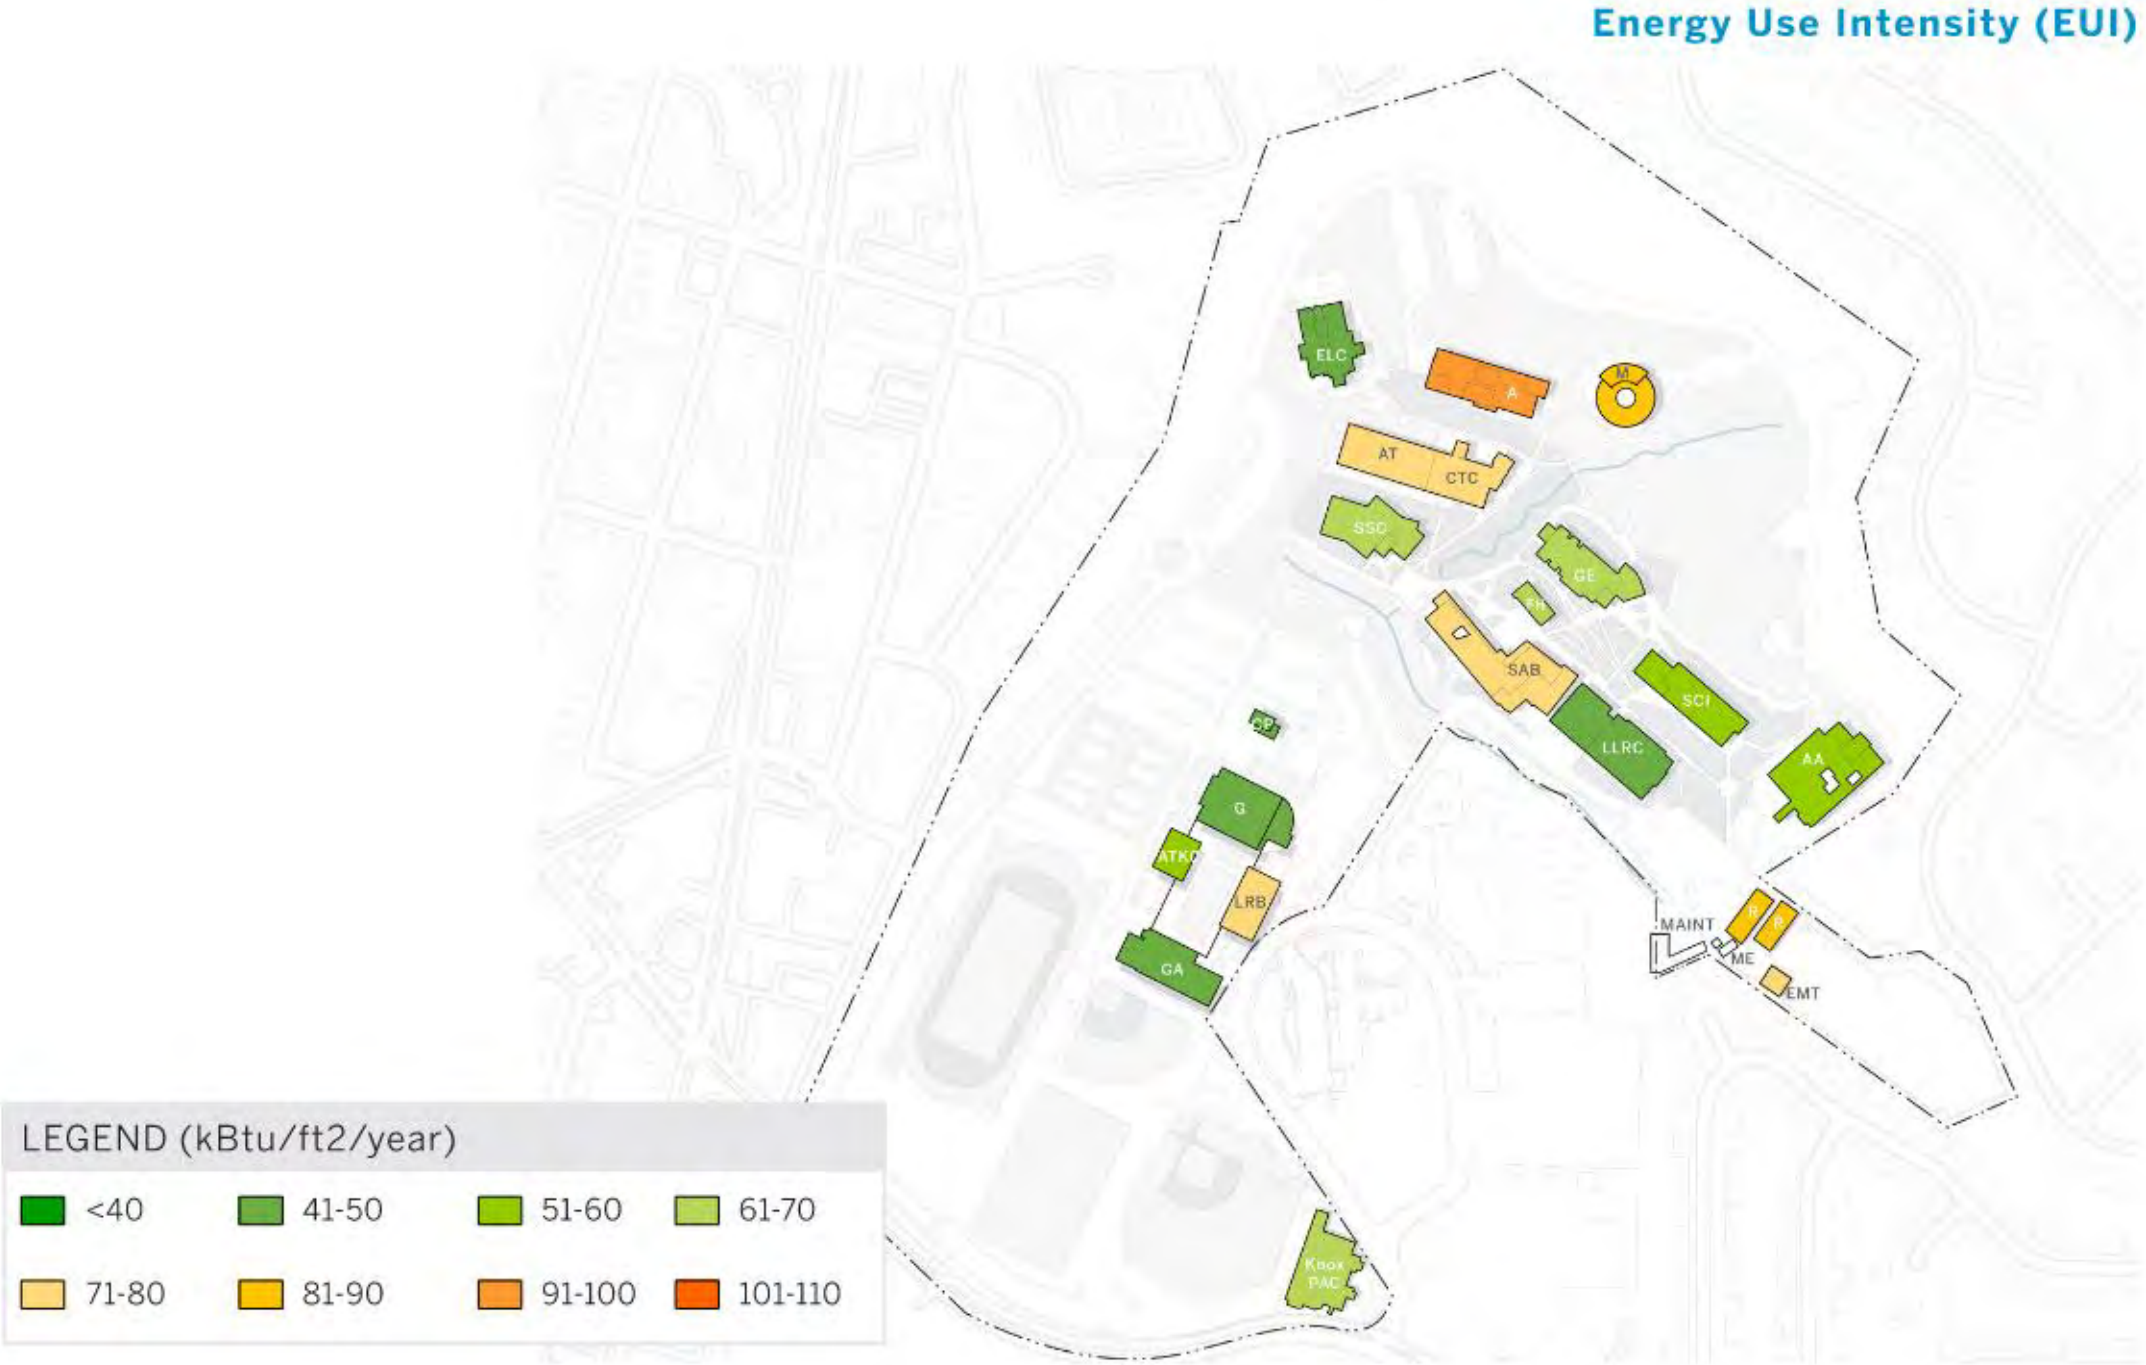 Energy Use Intensity (EUI)
ELC
A
M
AT
CTC
SSC
GE
FH
SAB
SCI
LLRC
AA
CP
G
ATKC
LRB
GA
R
P
MAINT
ME
EMT
Knox
PAC
LEGEND (kBtu/ft2/year)
<40 41-50 51-60 61-70
71-80 81-90 91-100 101-110